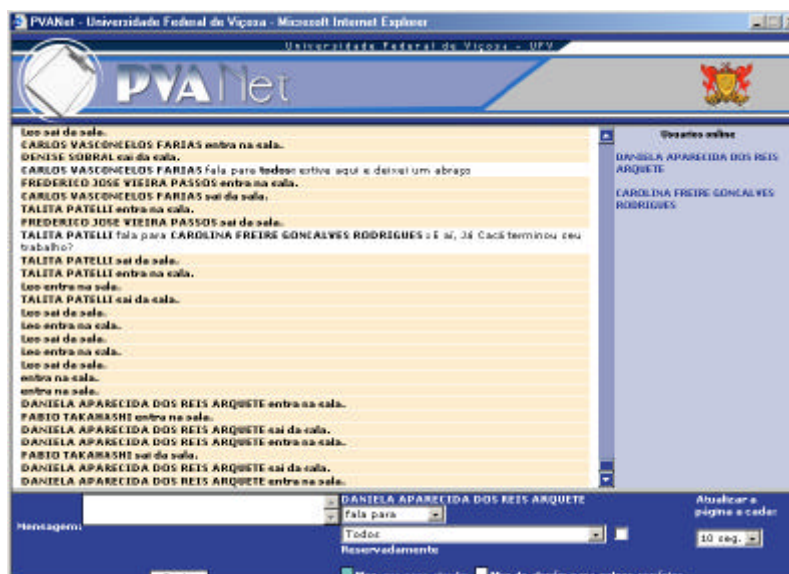 PVANet - Universidade Federal de Viçosa - Microsoft Internet Explorer
Universidade Federal de Viçosa - UFV
PVANet
Leo sai da sala.
CARLOS VASCONCELOS FARIAS entra na sala.
DENISE SOBRAL sai da sala.
CARLOS VASCONCELOS FARIAS fala para todos: estive aqui e deixei um abraço
FREDERICO JOSE VIEIRA PASSOS entra na sala.
CARLOS VASCONCELOS FARIAS sai da sala.
TALITA PATELLI entra na sala.
FREDERICO JOSE VIEIRA PASSOS sai da sala.
TALITA PATELLI fala para CAROLINA FREIRE GONCALVES RODRIGUES : E aí, Já Cacá terminou seu
trabalho?
TALITA PATELLI sai da sala.
TALITA PATELLI entra na sala.
Leo entra na sala.
TALITA PATELLI sai da sala.
Leo sai da sala.
Leo entra na sala.
Leo sai da sala.
Leo entra na sala.
Leo sai da sala.
entra na sala.
entra na sala.
DANIELA APARECIDA DOS REIS ARQUETE entra na sala.
FABIO TAKAHASHI entra na sala.
DANIELA APARECIDA DOS REIS ARQUETE sai da sala.
DANIELA APARECIDA DOS REIS ARQUETE entra na sala.
FABIO TAKAHASHI sai da sala.
DANIELA APARECIDA DOS REIS ARQUETE sai da sala.
DANIELA APARECIDA DOS REIS ARQUETE entra na sala.
Usuários online
DANIELA APARECIDA DOS REIS
ARQUETE
CAROLINA FREIRE GONCALVES
RODRIGUES
Mensagem:
DANIELA APARECIDA DOS REIS ARQUETE
fala para
Todos
Reservadamente
Atualizar a
página a cada:
10 seg.